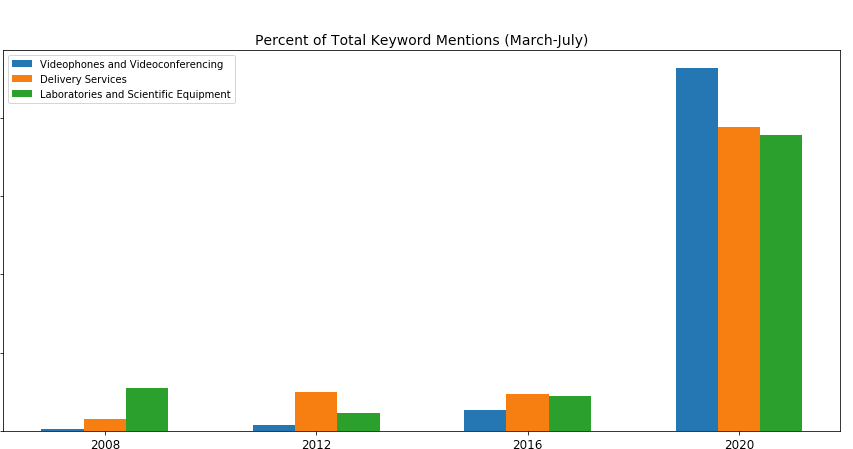 Percent of Total Keyword Mentions (March-July)
Videophones and Videoconferencing
Delivery Services
Laboratories and Scientific Equipment
2008
2012
2016
2020